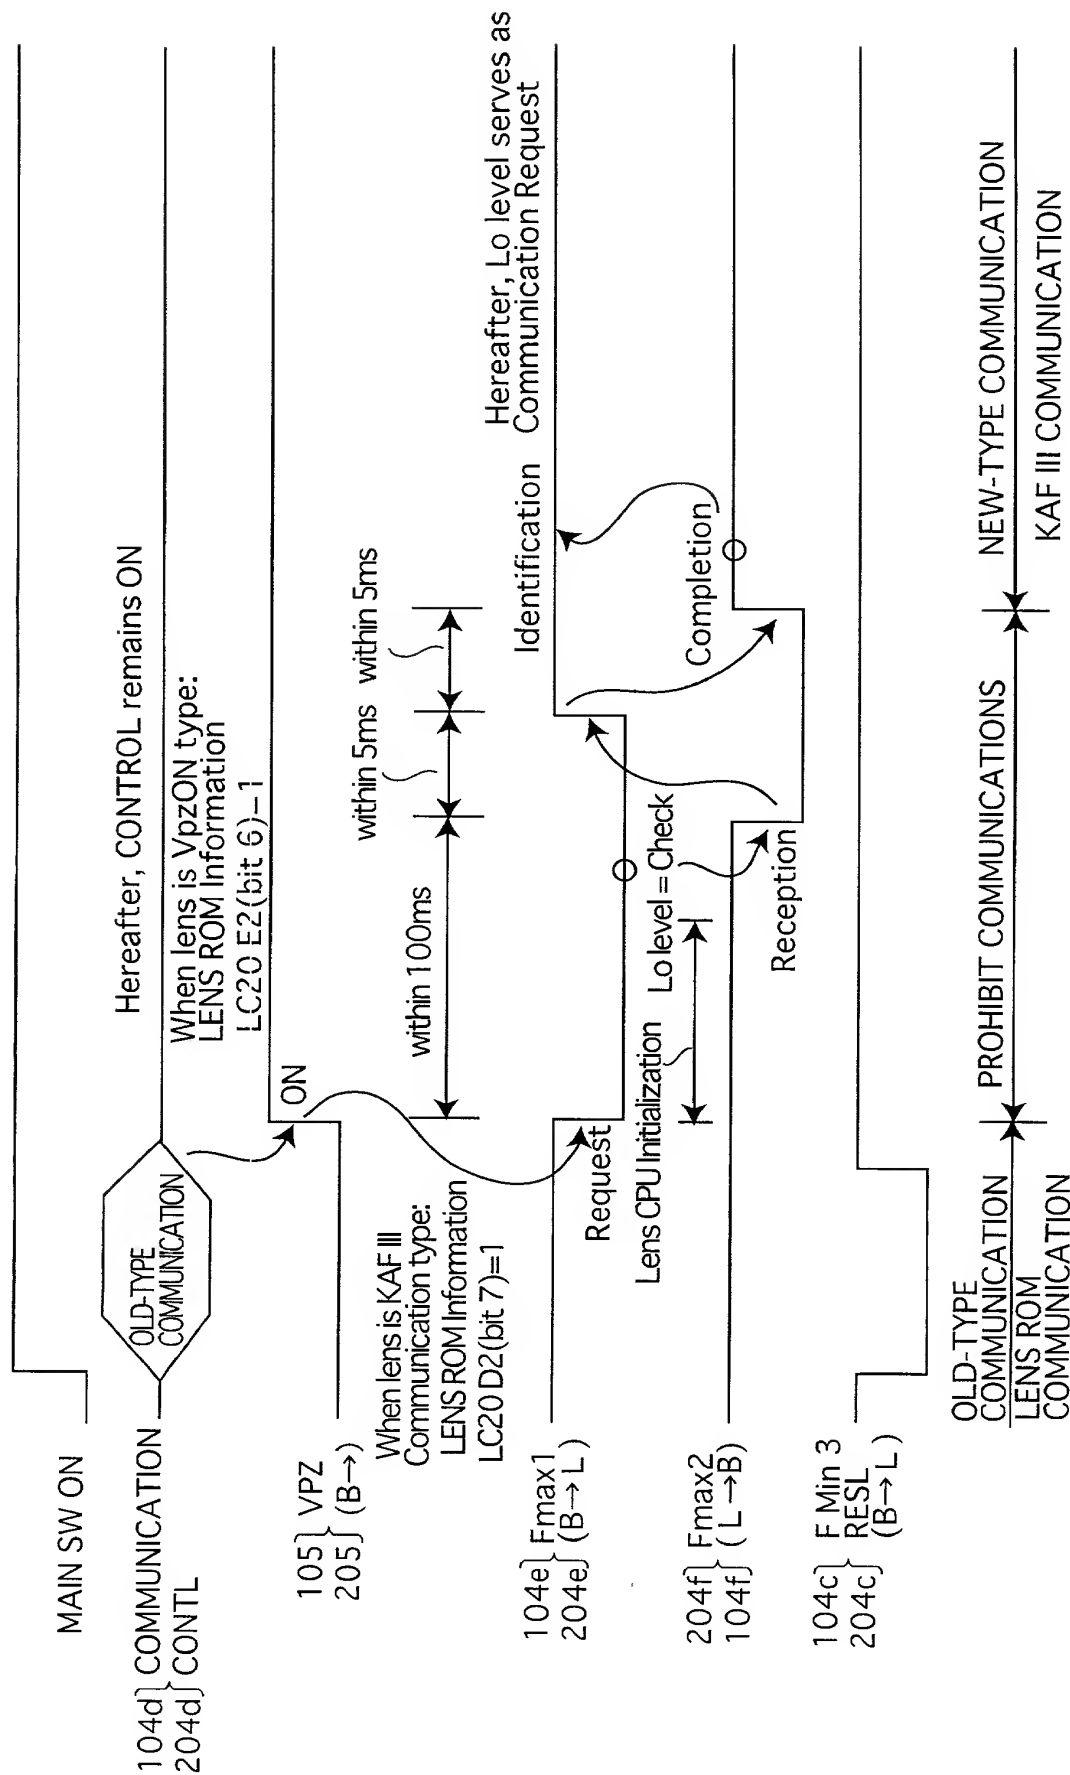 MAIN SW ON
104d
204d
COMMUNICATION
CONTL
OLD-TYPE
COMMUNICATION
Hereafter, CONTROL remains ON
When lens is VpzON type:
LENS ROM Information
LC20 E2(bit 6)–1
105
205
VPZ
(B→)
ON
When lens is KAF III
Communication type:
LENS ROM Information
LC20 D2(bit 7)=1
within 100ms
within 5ms
within 5ms
104e
204e
Fmax1
(B→L)
Request
Identification
Hereafter, Lo level serves as
Communication Request
Lens CPU Initialization
Lo level = Check
204f
104f
Fmax2
(L→B)
Reception
Completion
104c
204c
F Min 3
RESL
(B→L)
OLD-TYPE
COMMUNICATION
LENS ROM
COMMUNICATION
PROHIBIT COMMUNICATIONS
NEW-TYPE COMMUNICATION
KAF III COMMUNICATION